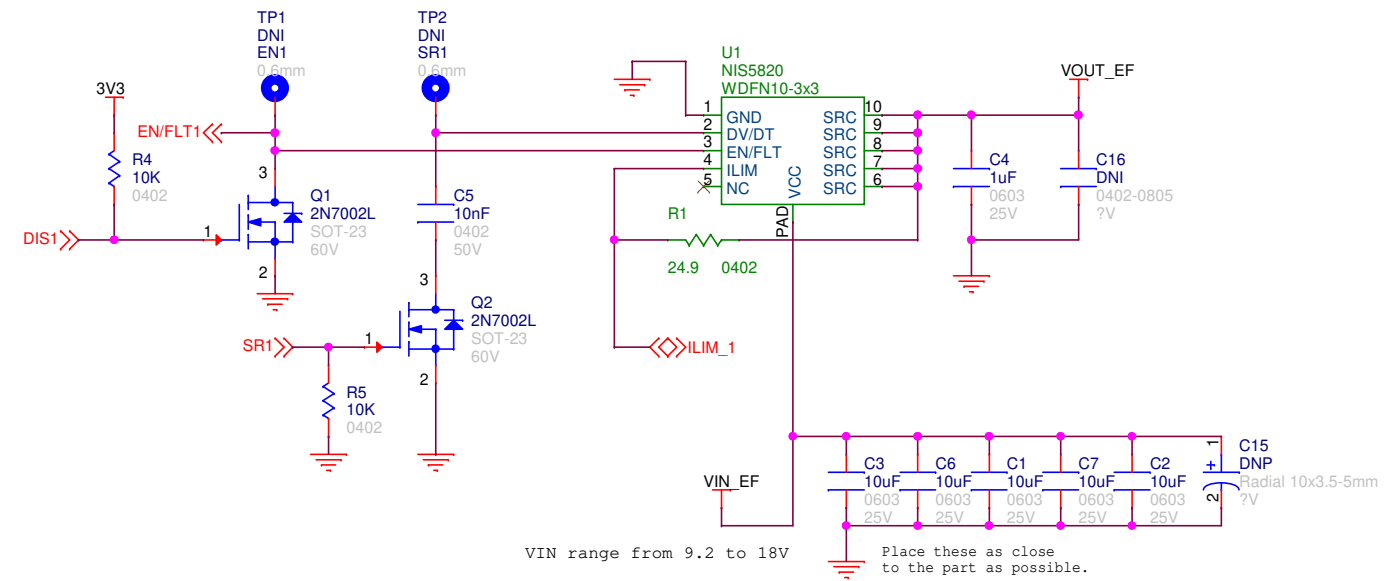 TP1
DNI
EN1
0.6mm
TP2
DNI
SR1
0.6mm
3V3
EN/FLT1
R4
10K
0402
DIS1
1
3
2
Q1
2N7002L
SOT-23
60V
C5
10nF
0402
50V
SR1
1
3
2
Q2
2N7002L
SOT-23
60V
R5
10K
0402
U1
NIS5820
WDFN10-3x3
1
2
3
4
5
GND
DV/DT
EN/FLT
ILIM
NC
VCC
PAD
SRC
SRC
SRC
SRC
SRC
10
9
8
7
6
R1
24.9 0402
ILIM_1
VOUT_EF
C4
1uF
0603
25V
C16
DNI
0402-0805
?V
VIN_EF
C3
10uF
0603
25V
C6
10uF
0603
25V
C1
10uF
0603
25V
C7
10uF
0603
25V
C2
10uF
0603
25V
1
+
2
C15
DNP
Radial 10x3.5-5mm
?V
VIN range from 9.2 to 18V
Place these as close
to the part as possible.